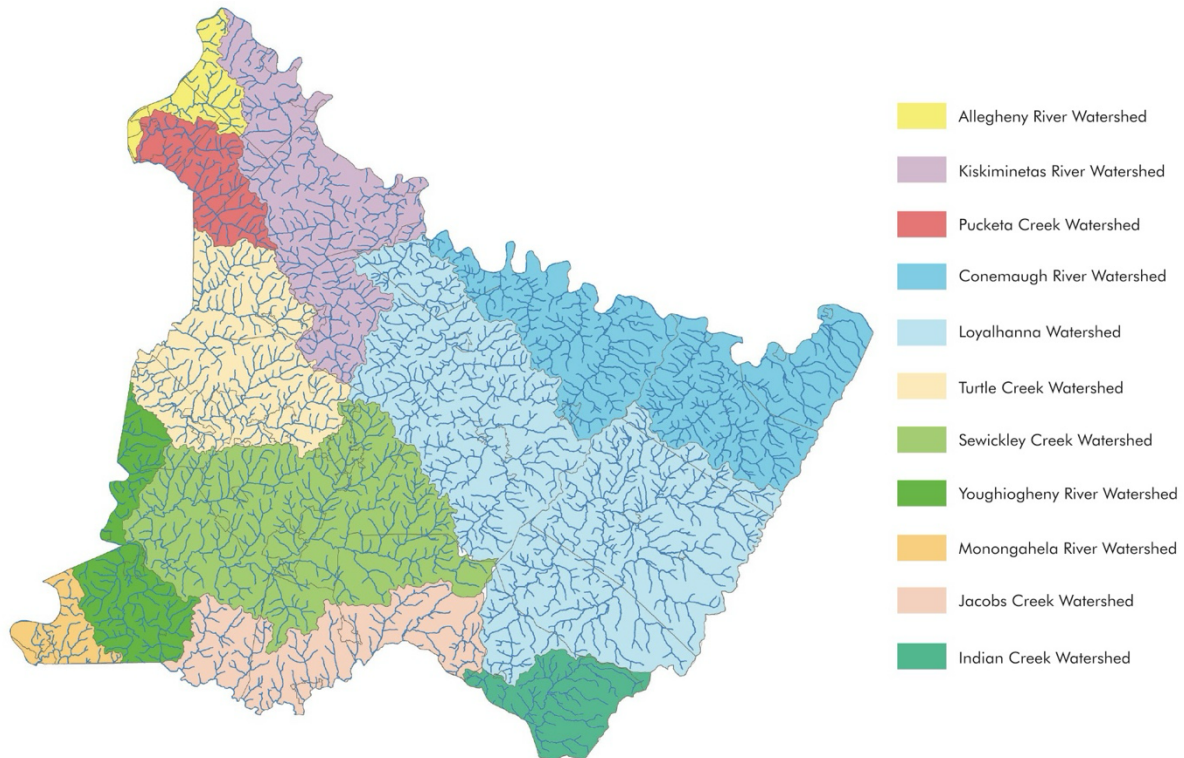 Allegheny River Watershed
Kiskiminetas River Watershed
Pucketa Creek Watershed
Conemaugh River Watershed
Loyalhanna Watershed
Turtle Creek Watershed
Sewickley Creek Watershed
Youghiogheny River Watershed
Monongahela River Watershed
Jacobs Creek Watershed
Indian Creek Watershed